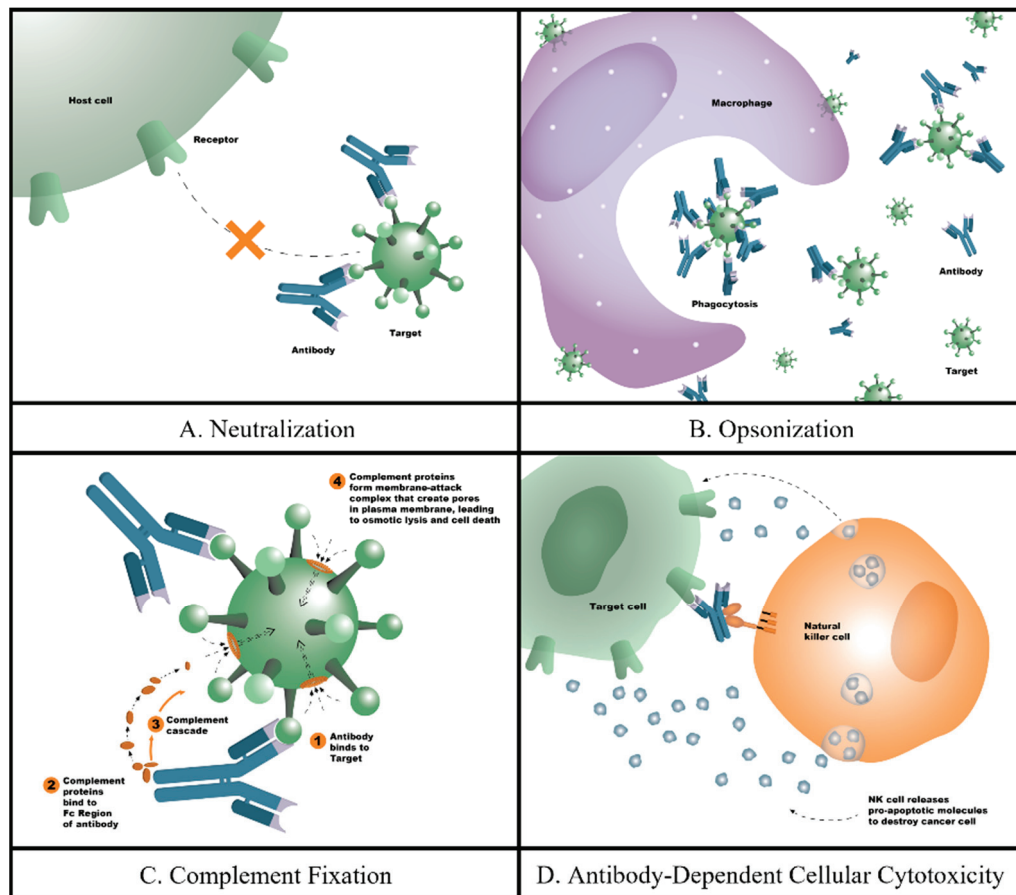 Host cell
Receptor
Antibody
Target
A. Neutralization
Macrophage
Phagocytosis
Antibody
Target
B. Opsonization
4 Complement proteins
form membrane-attack
complex that create pores
in plasma membrane, leading
to osmotic lysis and cell death
3 Complement
cascade
1 Antibody
binds to
Target
2 Complement
proteins
bind to
Fc Region
of antibody
C. Complement Fixation
Target cell
Natural
killer cell
NK cell releases
pro-apoptotic molecules
to destroy cancer cell
D. Antibody-Dependent Cellular Cytotoxicity